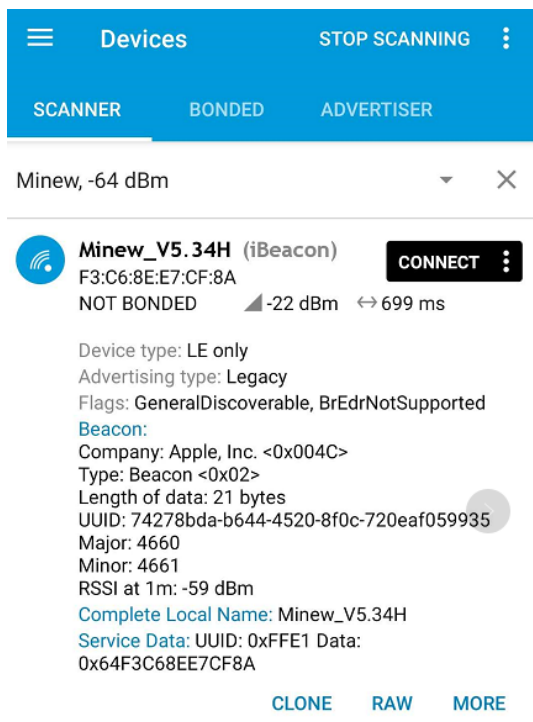 Devices STOP SCANNING
SCANNER BONDED ADVERTISER
Minew, -64 dBm
Minew_V5.34H (iBeacon)
CONNECT
F3:C6:8E:E7:CF:8A
NOT BONDED -22 dBm ↔ 699 ms
Device type: LE only
Advertising type: Legacy
Flags: GeneralDiscoverable, BrEdrNotSupported
Beacon:
Company: Apple, Inc. <0x004C>
Type: Beacon <0x02>
Length of data: 21 bytes
UUID: 74278bda-b644-4520-8f0c-720eaf059935
Major: 4660
Minor: 4661
RSSI at 1m: -59 dBm
Complete Local Name: Minew_V5.34H
Service Data: UUID: 0xFFE1 Data:
0x64F3C68EE7CF8A
CLONE RAW MORE